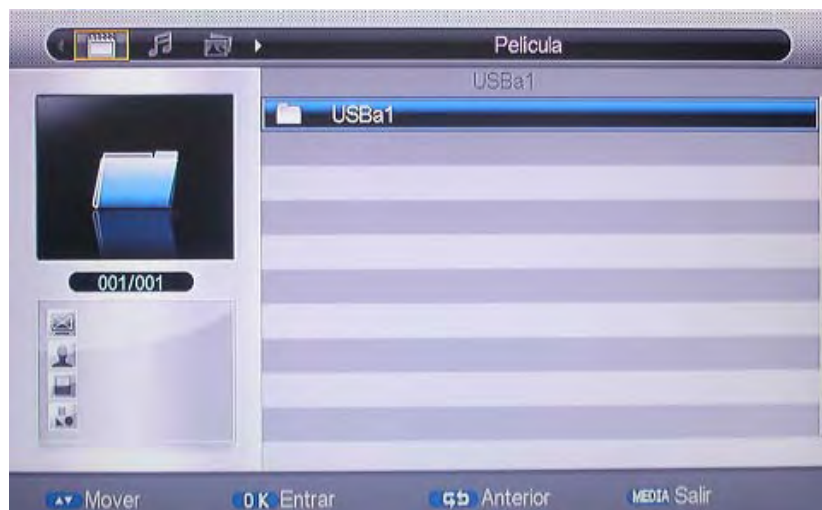 Pelicula
USBa1
USBa1
001/001
Mover
OK Entrar
Anterior
MEDIA Salir